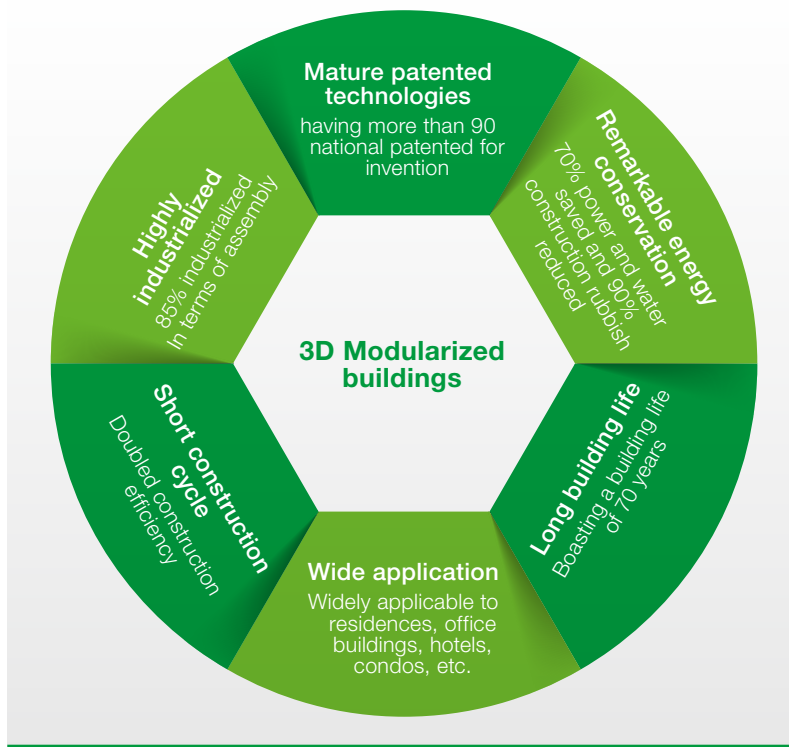 Mature patented
technologies
having more than 90
national patented for
invention
Remarkable energy
conservation
70% power and water
saved and 90%
construction rubbish
reduced
Long building life
Boasting a building life
of 70 years
Wide application
Widely applicable to
residences, office
buildings, hotels,
condos, etc.
Short construction
cycle
Doubled construction
efficiency
Highly
industrialized
85% industrialized
In terms of assembly
3D Modularized
buildings